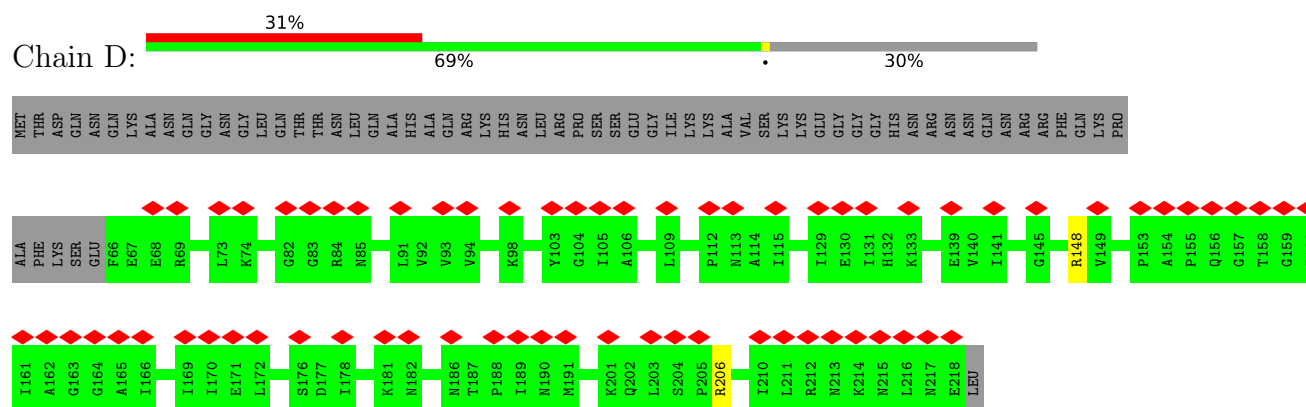 31%
Chain D:
69% • 30%
MET THR ASP GLN ASN GLN LYS ALA ASN GLN GLY ASN GLY LEU GLN THR THR ASN LEU GLN ALA HIS ALA GLN ARG LYS HIS ASN LEU ARG PRO SER SER GLU GLY ILE LYS LYS ALA VAL SER LYS LYS GLU GLY GLY GLY HIS ASN ARG ASN ASN GLN ASN ARG ARG PHE GLN LYS PRO
ALA PHE LYS SER GLU F66 E67 E68 R69 L73 K74 G82 G83 R84 N85 L91 V92 V93 V94 K98 Y103 G104 I105 A106 L109 P112 N113 A114 I115 I129 E130 I131 H132 K133 E139 V140 I141 G145 R148 V149 P153 A154 P155 Q156 G157 T158 G159
I161 A162 G163 G164 A165 I166 I169 I170 E171 L172 S176 D177 I178 K181 N182 N186 T187 P188 I189 N190 M191 K201 Q202 L203 S204 P205 R206 I210 L211 R212 N213 K214 N215 L216 N217 E218 LEU